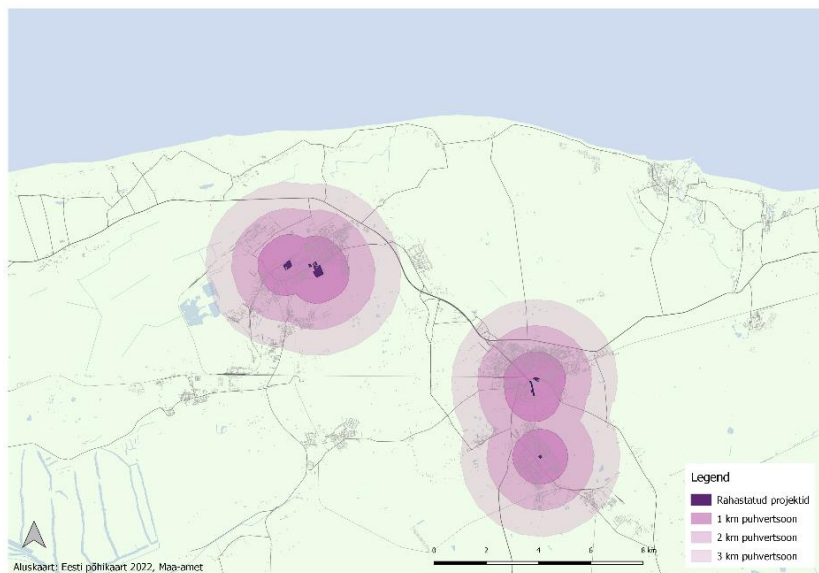 Legend
Rahastatud projektid
1 km puhvertsoon
2 km puhvertsoon
3 km puhvertsoon
0 2 4 6 8 km
Aluskaart: Eesti põhikaart 2022, Maa-amet